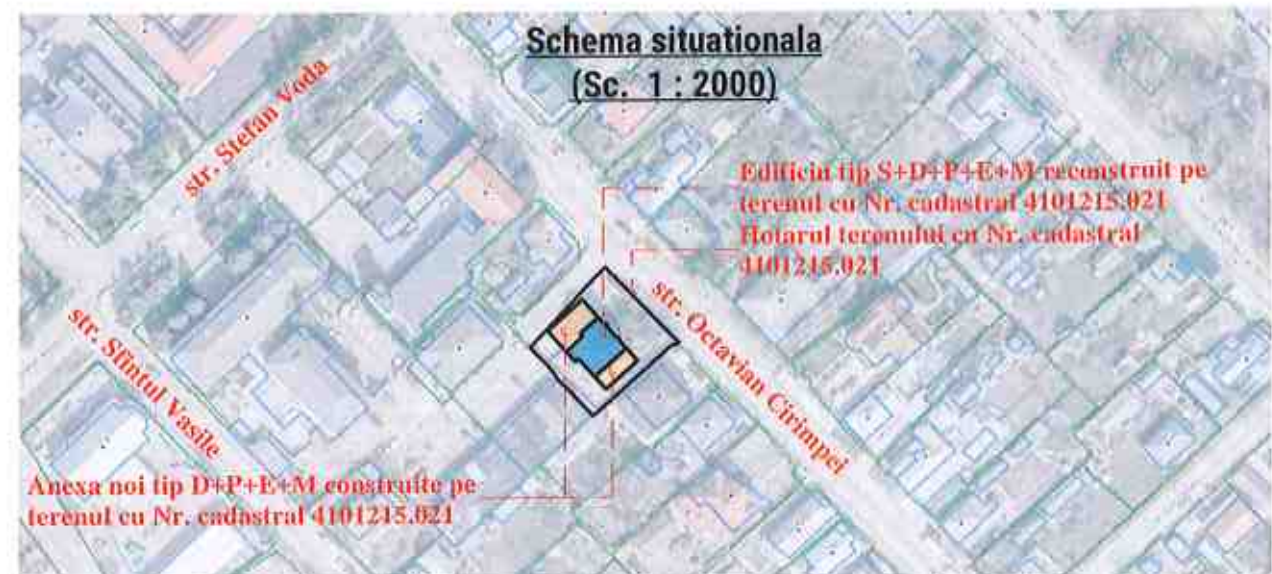 Schema situationala
(Sc. 1 : 2000)
str. Stefan Voda
Edificiu tip S+D+P+E+M reconstruit pe
terenul cu Nr. cadastral 4101215.021
Hotarul terenului cu Nr. cadastral
4101215.021
str. Octavian Cirimpei
str. Sfintul Vasile
Anexa noi tip D+P+E+M construite pe
terenul cu Nr. cadastral 4101215.021